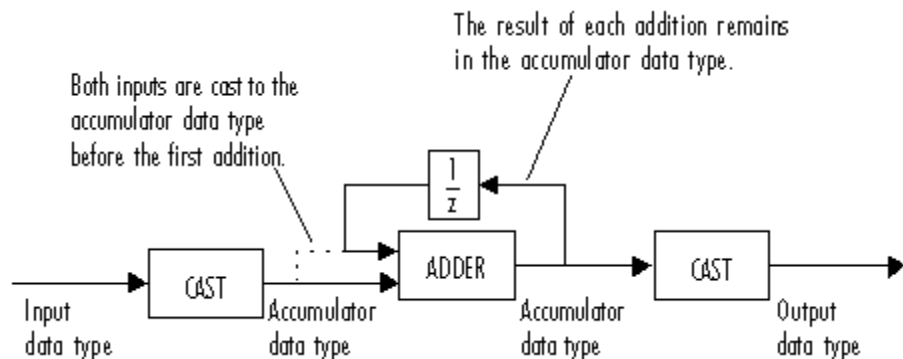 The result of each addition remains
in the accumulator data type.
Both inputs are cast to the
accumulator data type
before the first addition.
1
z
CAST
ADDER
CAST
Input
data type
Accumulator
data type
Accumulator
data type
Output
data type